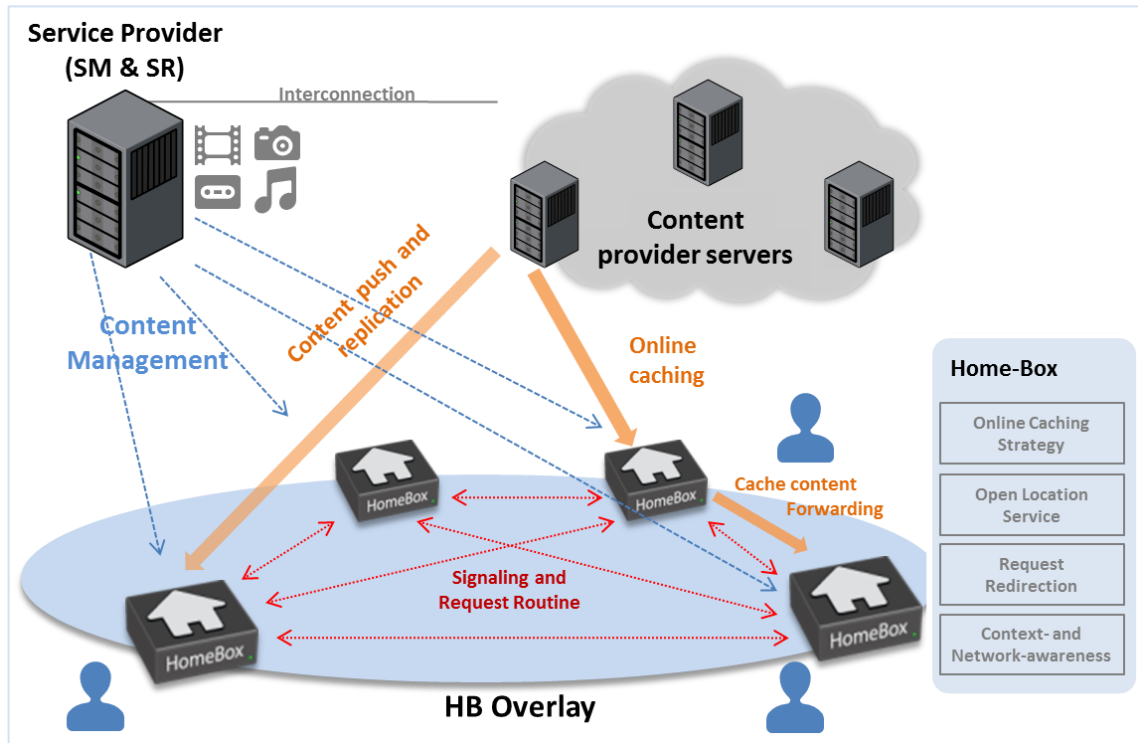 Service Provider
(SM & SR)
Interconnection
Content
provider servers
Content push and
replication
Content
Management
Online
caching
HomeBox
HomeBox
Cache content
Forwarding
Signaling and
Request Routine
HomeBox
HomeBox
HB Overlay
Home-Box
Online Caching
Strategy
Open Location
Service
Request
Redirection
Context- and
Network-awareness